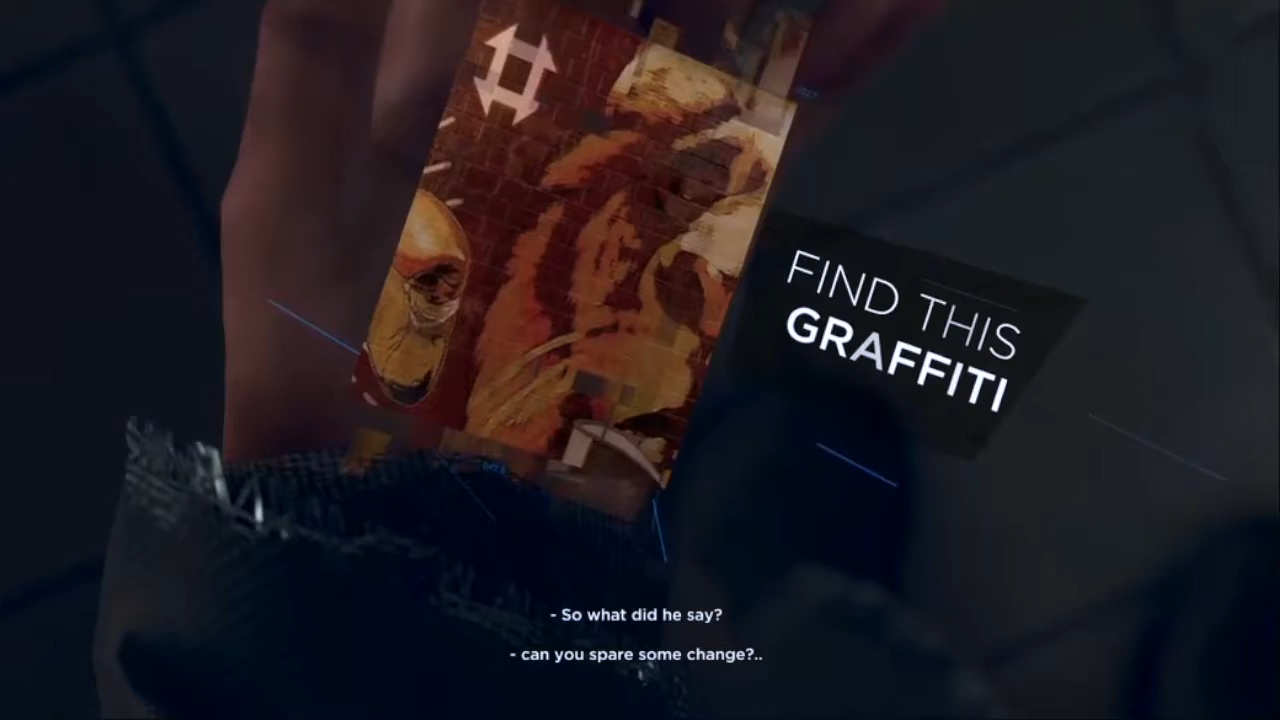 FIND THIS
GRAFFITI
- So what did he say?
- can you spare some change?..